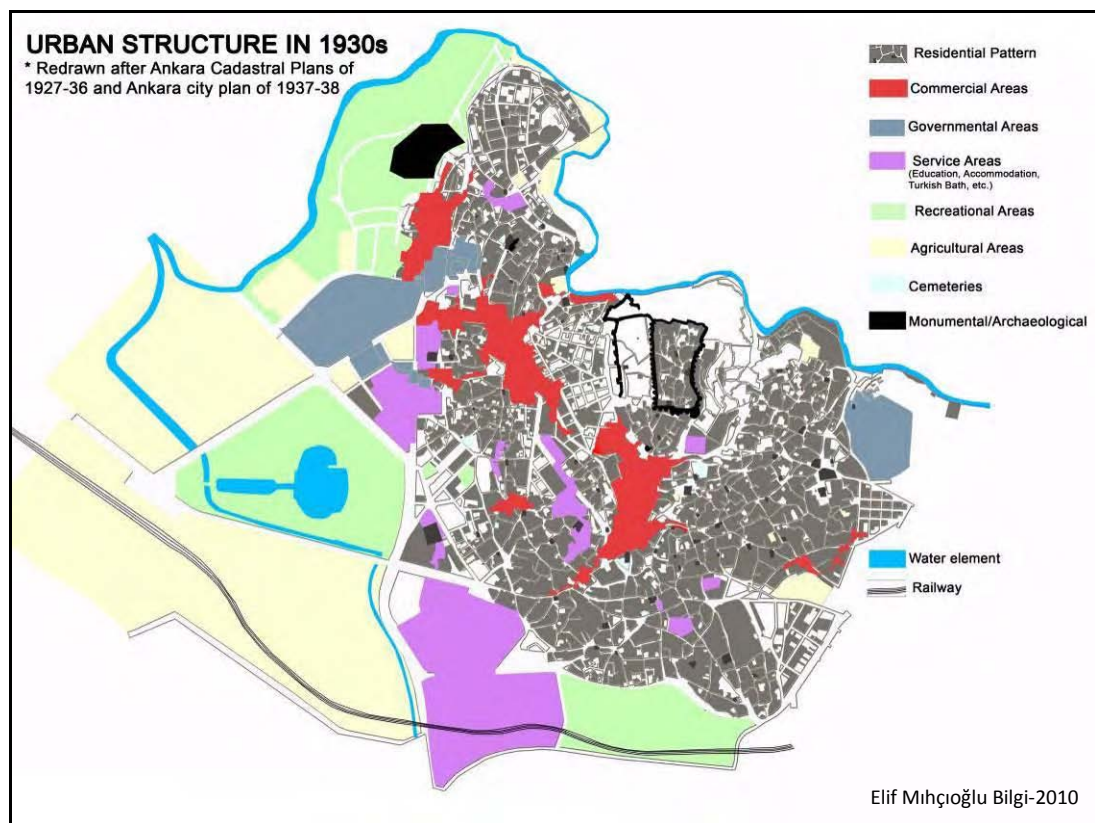 URBAN STRUCTURE IN 1930s
* Redrawn after Ankara Cadastral Plans of
1927-36 and Ankara city plan of 1937-38
Residential Pattern
Commercial Areas
Governmental Areas
Service Areas
(Education, Accommodation,
Turkish Bath, etc.)
Recreational Areas
Agricultural Areas
Cemeteries
Monumental/Archaeological
Water element
Railway
Elif Mıhçıoğlu Bilgi-2010